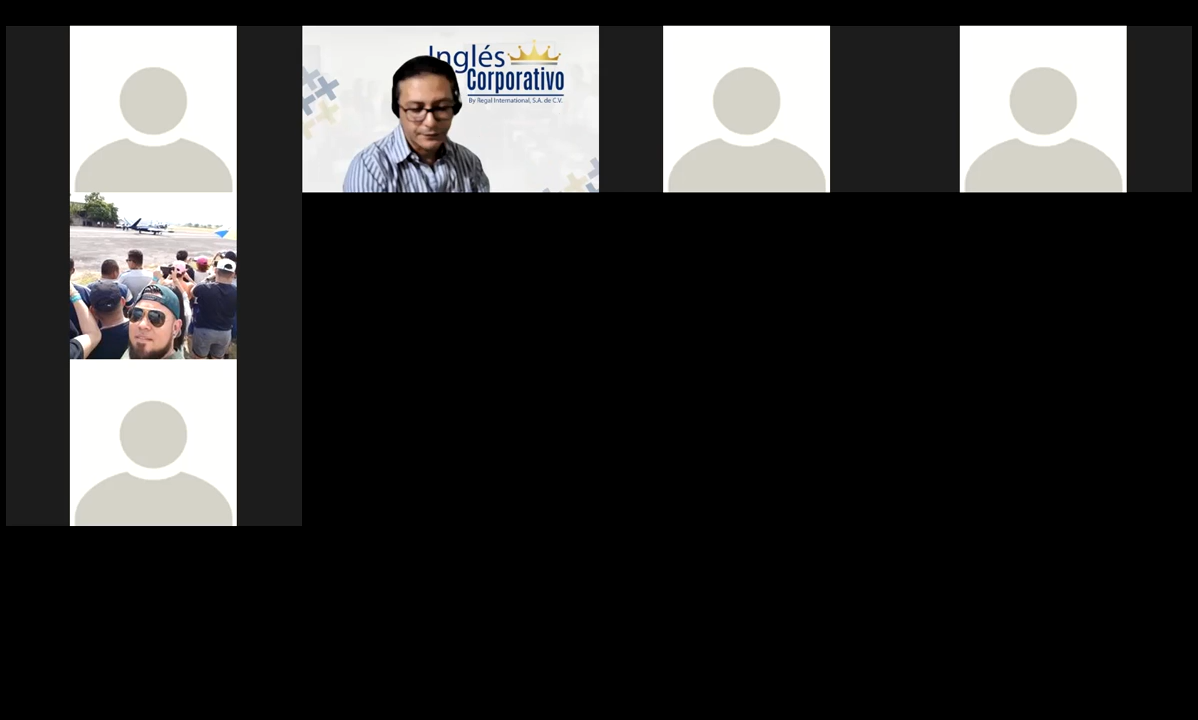 Inglés
Corporativo
By Regal International, S.A. de C.V.